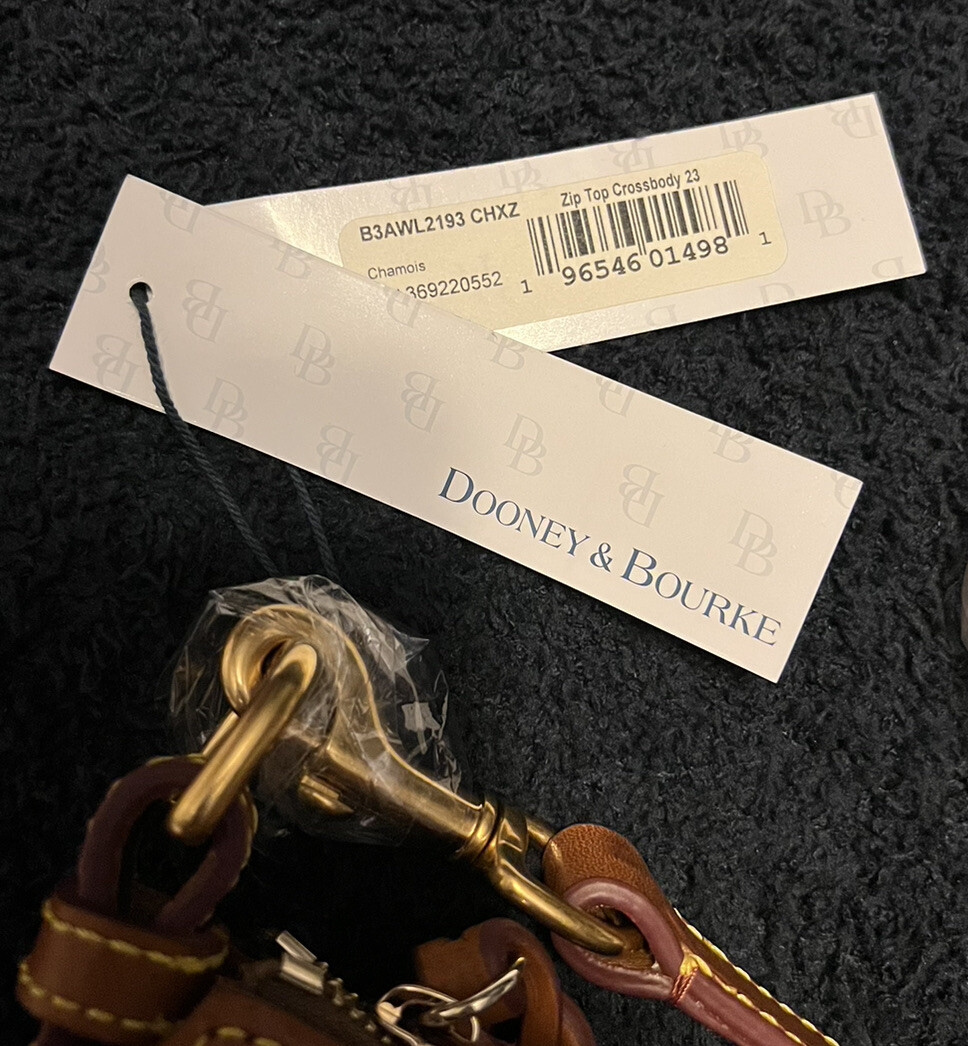 Zip Top Crossbody 23
B3AWL2193 CHXZ
Chamois
369220552
1 96546 01498 1
DOONEY & BOURKE